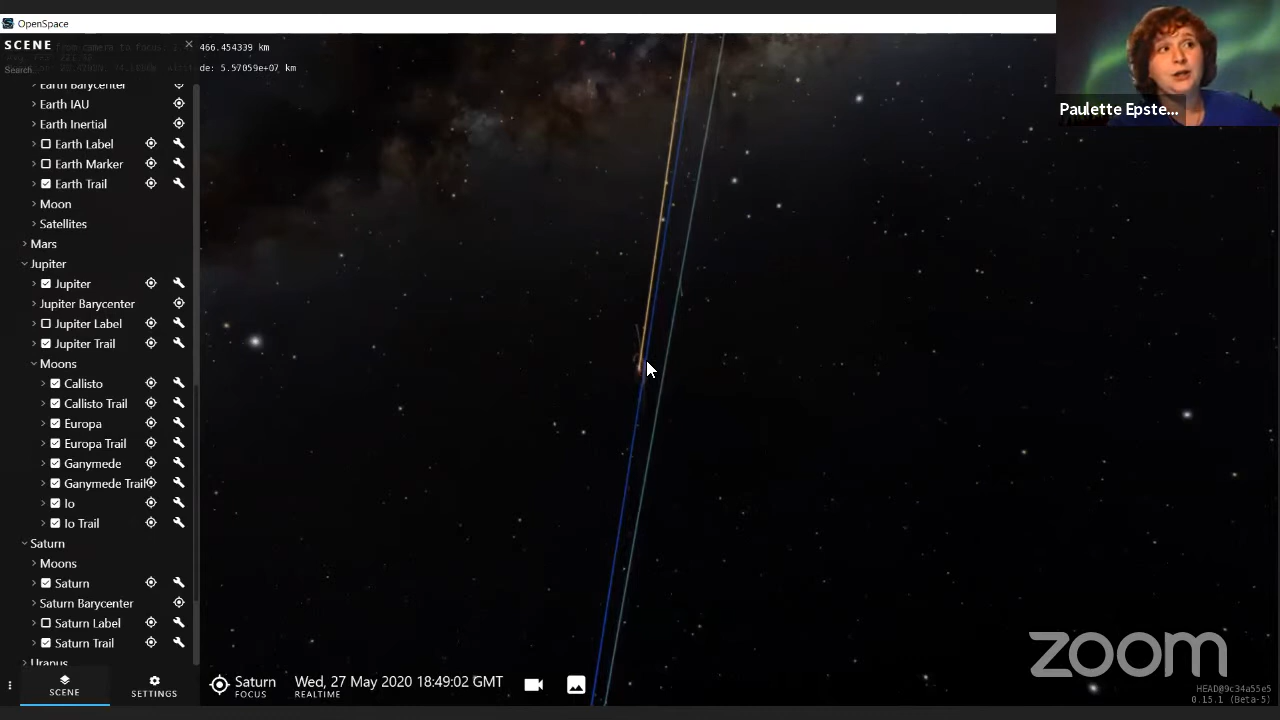 OpenSpace
SCENE
from camera to focus:
466.454339 km
Search...
de: 5.57059e+07 km
Earth Barycenter
Earth IAU
Earth Inertial
Earth Label
Earth Marker
Earth Trail
Moon
Satellites
Mars
Jupiter
Jupiter
Jupiter Barycenter
Jupiter Label
Jupiter Trail
Moons
Callisto
Callisto Trail
Europa
Europa Trail
Ganymede
Ganymede Trail
Io
Io Trail
Saturn
Moons
Saturn
Saturn Barycenter
Saturn Label
Saturn Trail
Uranus
SCENE
SETTINGS
Saturn
FOCUS
Wed, 27 May 2020 18:49:02 GMT
REALTIME
Paulette Epste...
zoom
HEAD@9c34a55e5
0.15.1 (Beta-5)